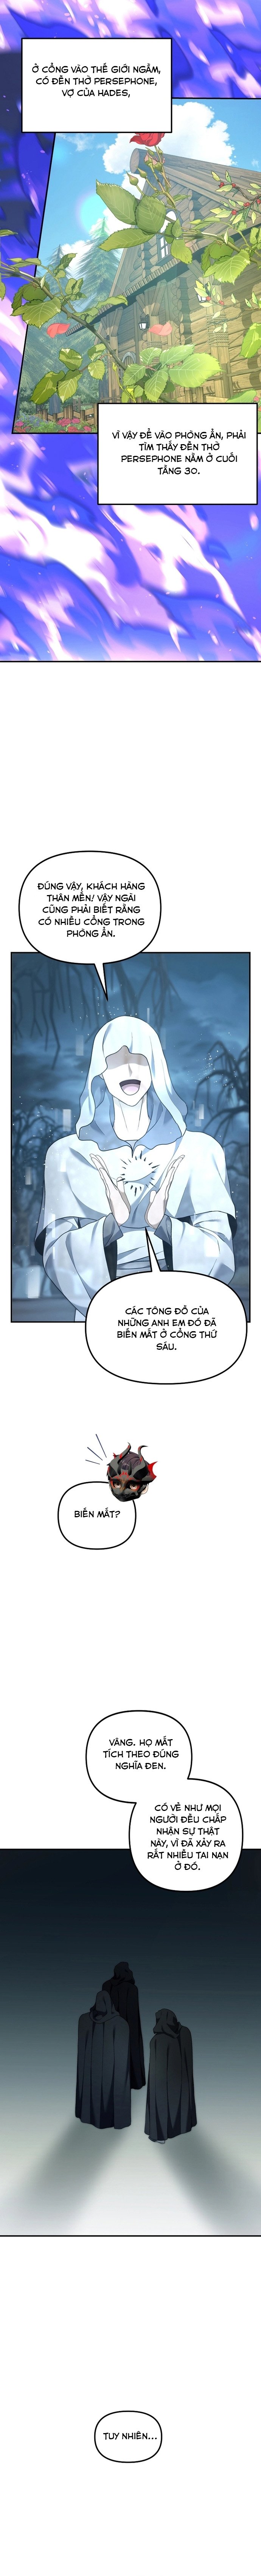 Ở CỔNG VÀO THẾ GIỚI NGẦM,
CÓ ĐỀN THỜ PERSEPHONE,
VỢ CỦA HADES,
VÌ VẬY ĐỂ VÀO PHÒNG ẨN, PHẢI
TÌM THẤY ĐỀN THỜ
PERSEPHONE NẰM Ở CUỐI
TẦNG 30.
ĐÚNG VẬY, KHÁCH HÀNG
THÂN MẾN! VẬY NGÀI
CŨNG PHẢI BIẾT RẰNG
CÓ NHIỀU CỔNG TRONG
PHÒNG ẨN.
CÁC TÔNG ĐỒ CỦA
NHỮNG ANH EM ĐÓ ĐÃ
BIẾN MẤT Ở CỔNG THỨ
SÁU.
BIẾN MẤT?
VÂNG. HỌ MẤT
TÍCH THEO ĐÚNG
NGHĨA ĐEN.
CÓ VẺ NHƯ MỌI
NGƯỜI ĐỀU CHẤP
NHẬN SỰ THẬT
NÀY, VÌ ĐÃ XẢY RA
RẤT NHIỀU TAI NẠN
Ở ĐÓ.
TUY NHIÊN...